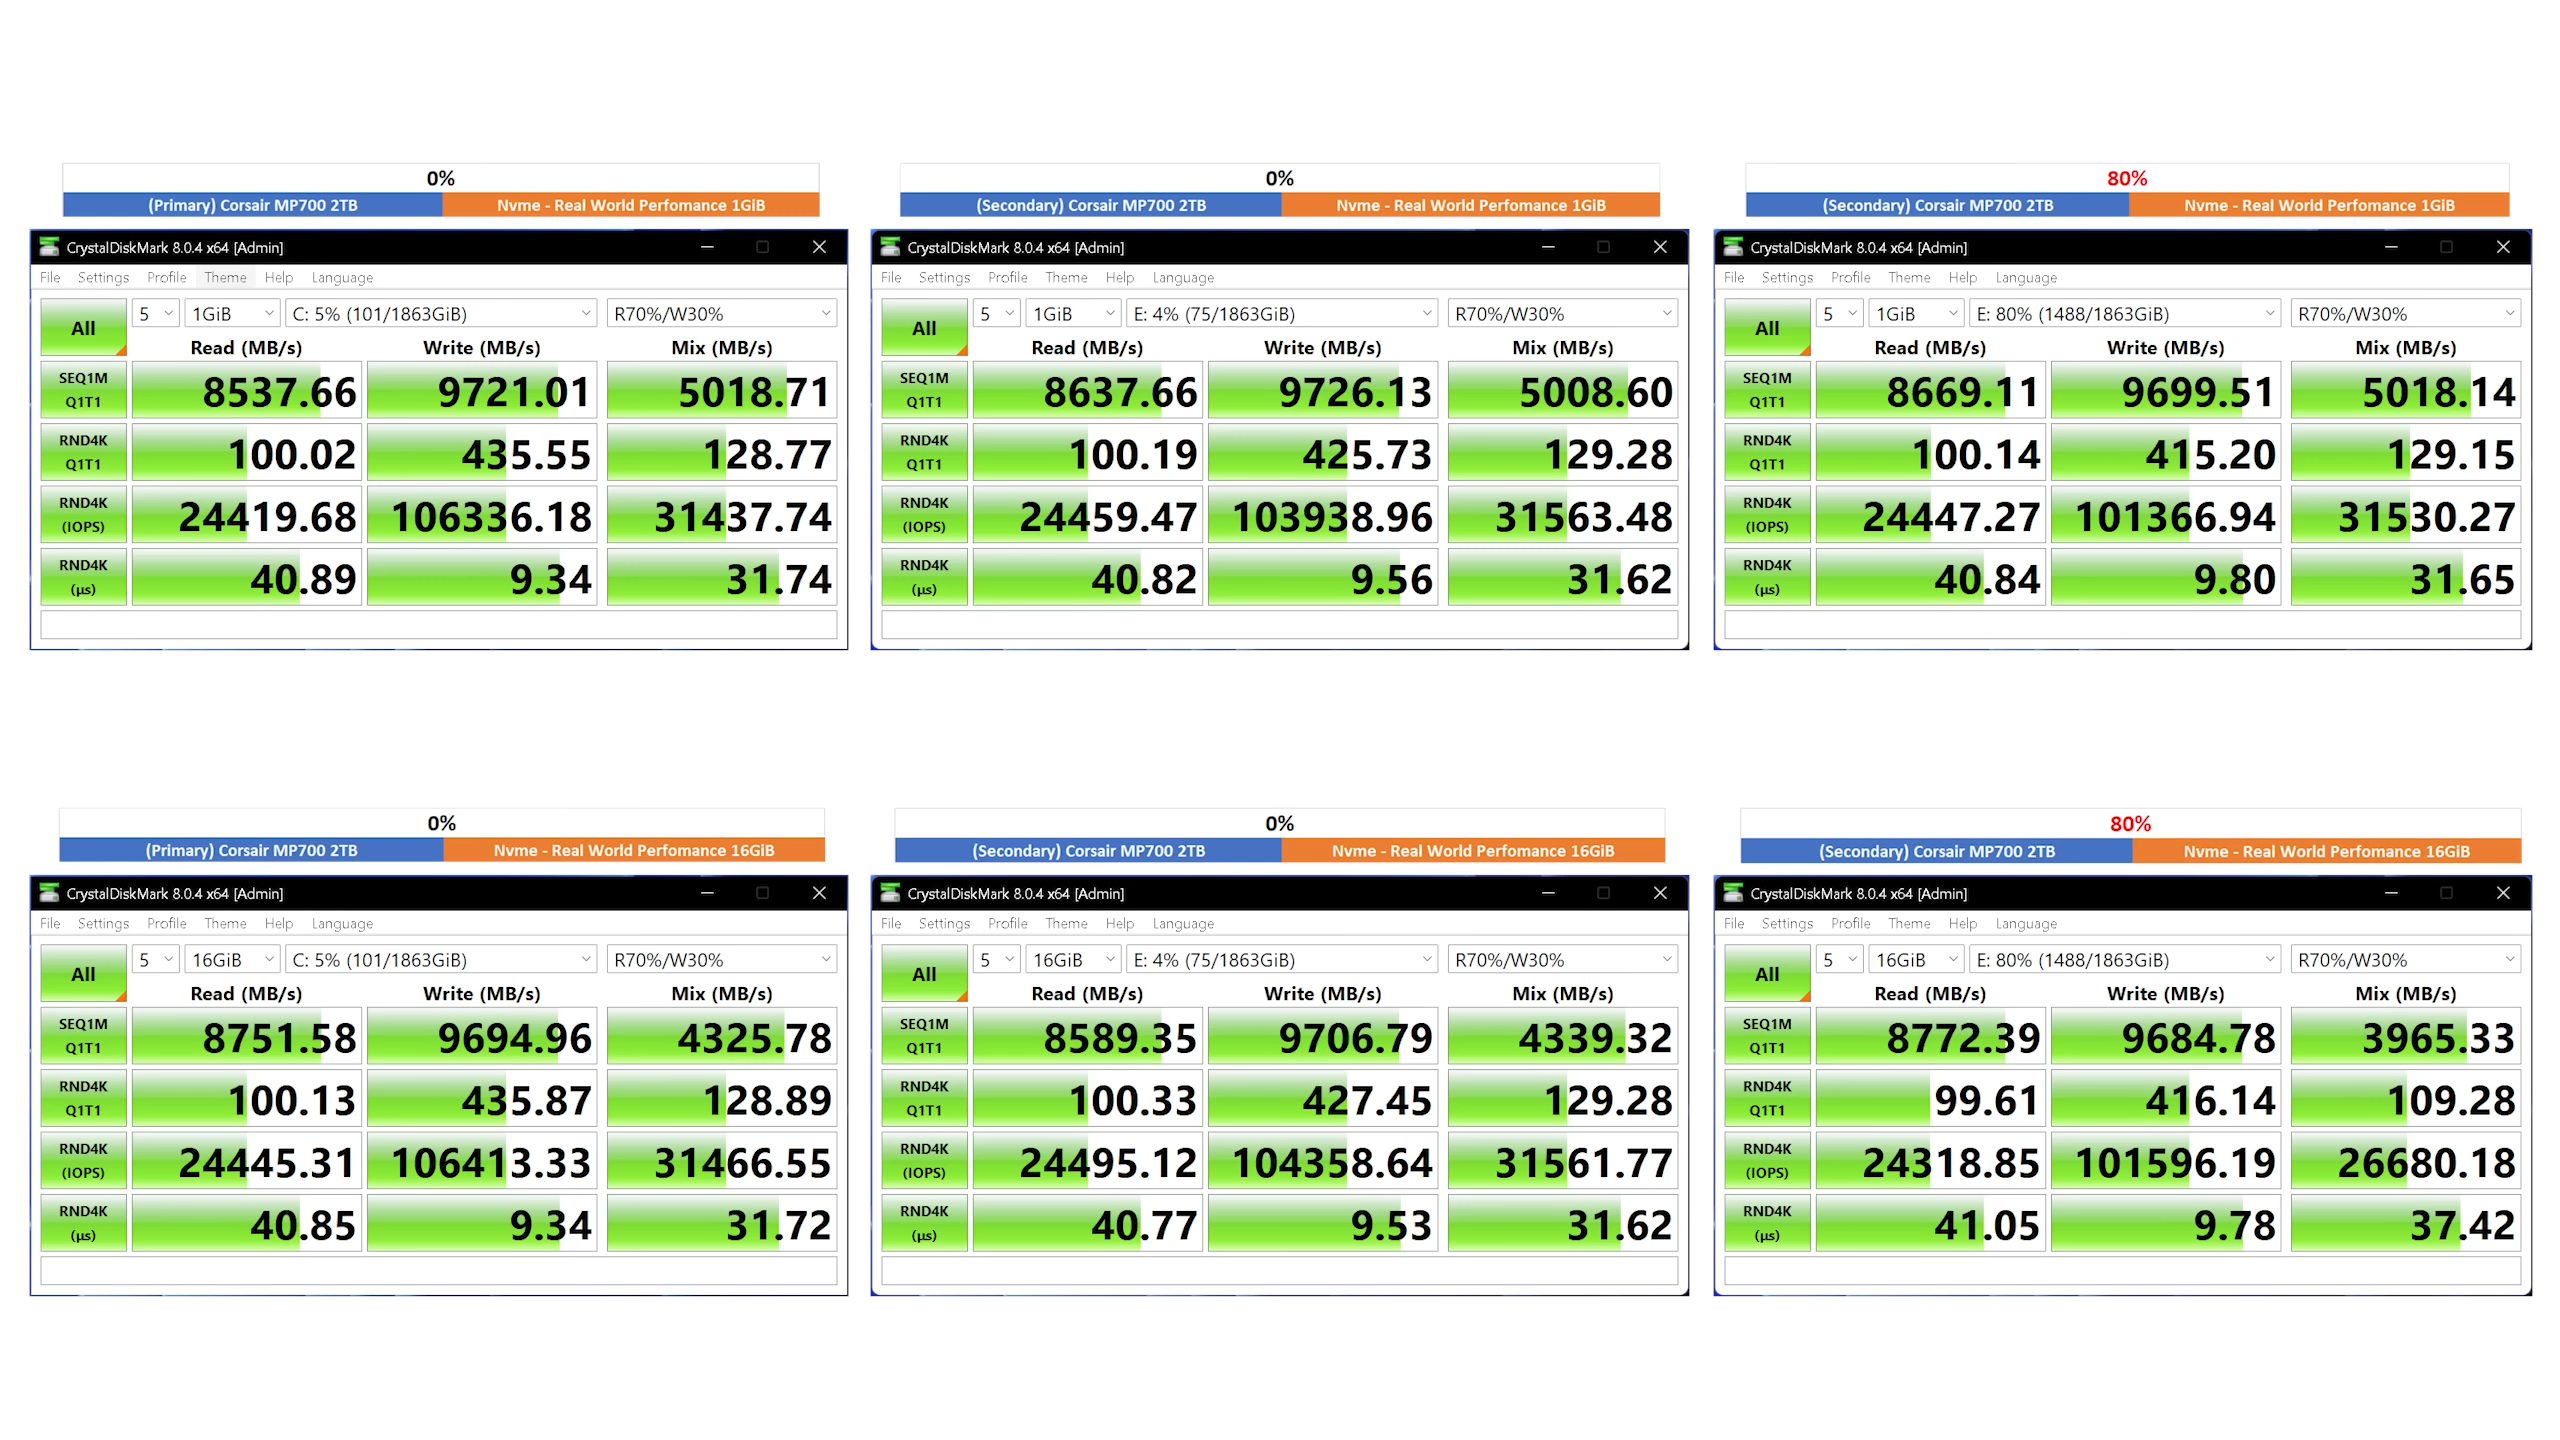 0%
(Primary) Corsair MP700 2TB Nvme - Real World Perfomance 1GiB
CrystalDiskMark 8.0.4 x64 [Admin]
File Settings Profile Theme Help Language
All 5 1GiB C: 5% (101/1863GiB) R70%/W30%
Read (MB/s) Write (MB/s) Mix (MB/s)
SEQ1M Q1T1 8537.66 9721.01 5018.71
RND4K Q1T1 100.02 435.55 128.77
RND4K (IOPS) 24419.68 106336.18 31437.74
RND4K (µs) 40.89 9.34 31.74
0%
(Secondary) Corsair MP700 2TB Nvme - Real World Perfomance 1GiB
CrystalDiskMark 8.0.4 x64 [Admin]
File Settings Profile Theme Help Language
All 5 1GiB E: 4% (75/1863GiB) R70%/W30%
Read (MB/s) Write (MB/s) Mix (MB/s)
SEQ1M Q1T1 8637.66 9726.13 5008.60
RND4K Q1T1 100.19 425.73 129.28
RND4K (IOPS) 24459.47 103938.96 31563.48
RND4K (µs) 40.82 9.56 31.62
80%
(Secondary) Corsair MP700 2TB Nvme - Real World Perfomance 1GiB
CrystalDiskMark 8.0.4 x64 [Admin]
File Settings Profile Theme Help Language
All 5 1GiB E: 80% (1488/1863GiB) R70%/W30%
Read (MB/s) Write (MB/s) Mix (MB/s)
SEQ1M Q1T1 8669.11 9699.51 5018.14
RND4K Q1T1 100.14 415.20 129.15
RND4K (IOPS) 24447.27 101366.94 31530.27
RND4K (µs) 40.84 9.80 31.65
0%
(Primary) Corsair MP700 2TB Nvme - Real World Perfomance 16GiB
CrystalDiskMark 8.0.4 x64 [Admin]
File Settings Profile Theme Help Language
All 5 16GiB C: 5% (101/1863GiB) R70%/W30%
Read (MB/s) Write (MB/s) Mix (MB/s)
SEQ1M Q1T1 8751.58 9694.96 4325.78
RND4K Q1T1 100.13 435.87 128.89
RND4K (IOPS) 24445.31 106413.33 31466.55
RND4K (µs) 40.85 9.34 31.72
0%
(Secondary) Corsair MP700 2TB Nvme - Real World Perfomance 16GiB
CrystalDiskMark 8.0.4 x64 [Admin]
File Settings Profile Theme Help Language
All 5 16GiB E: 4% (75/1863GiB) R70%/W30%
Read (MB/s) Write (MB/s) Mix (MB/s)
SEQ1M Q1T1 8589.35 9706.79 4339.32
RND4K Q1T1 100.33 427.45 129.28
RND4K (IOPS) 24495.12 104358.64 31561.77
RND4K (µs) 40.77 9.53 31.62
80%
(Secondary) Corsair MP700 2TB Nvme - Real World Perfomance 16GiB
CrystalDiskMark 8.0.4 x64 [Admin]
File Settings Profile Theme Help Language
All 5 16GiB E: 80% (1488/1863GiB) R70%/W30%
Read (MB/s) Write (MB/s) Mix (MB/s)
SEQ1M Q1T1 8772.39 9684.78 3965.33
RND4K Q1T1 99.61 416.14 109.28
RND4K (IOPS) 24318.85 101596.19 26680.18
RND4K (µs) 41.05 9.78 37.42